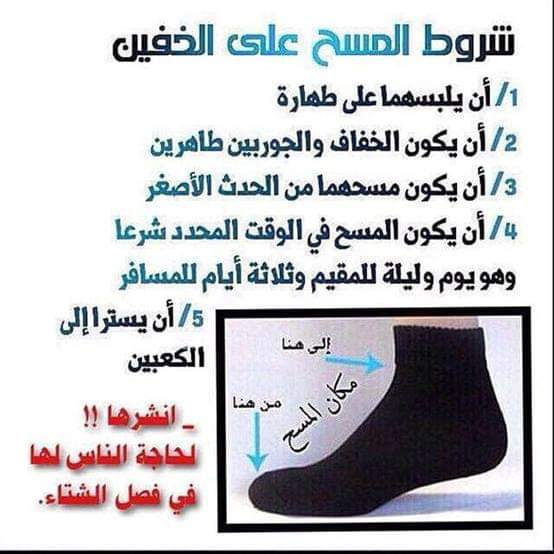 شروط المسح على الخفين
1/ أن يلبسهما على طهارة
2/ أن يكون الخفاف والجوربين طاهرين
3/ أن يكون مسحهما من الحدث الأصغر
4/ أن يكون المسح في الوقت المحدد شرعا
وهو يوم وليلة للمقيم وثلاثة أيام للمسافر
5/ أن يسترا إلى
الكعبين
إلى هنا
مكان المسح
من هنا
_ انشرها !!
لحاجة الناس لها
في فصل الشتاء.